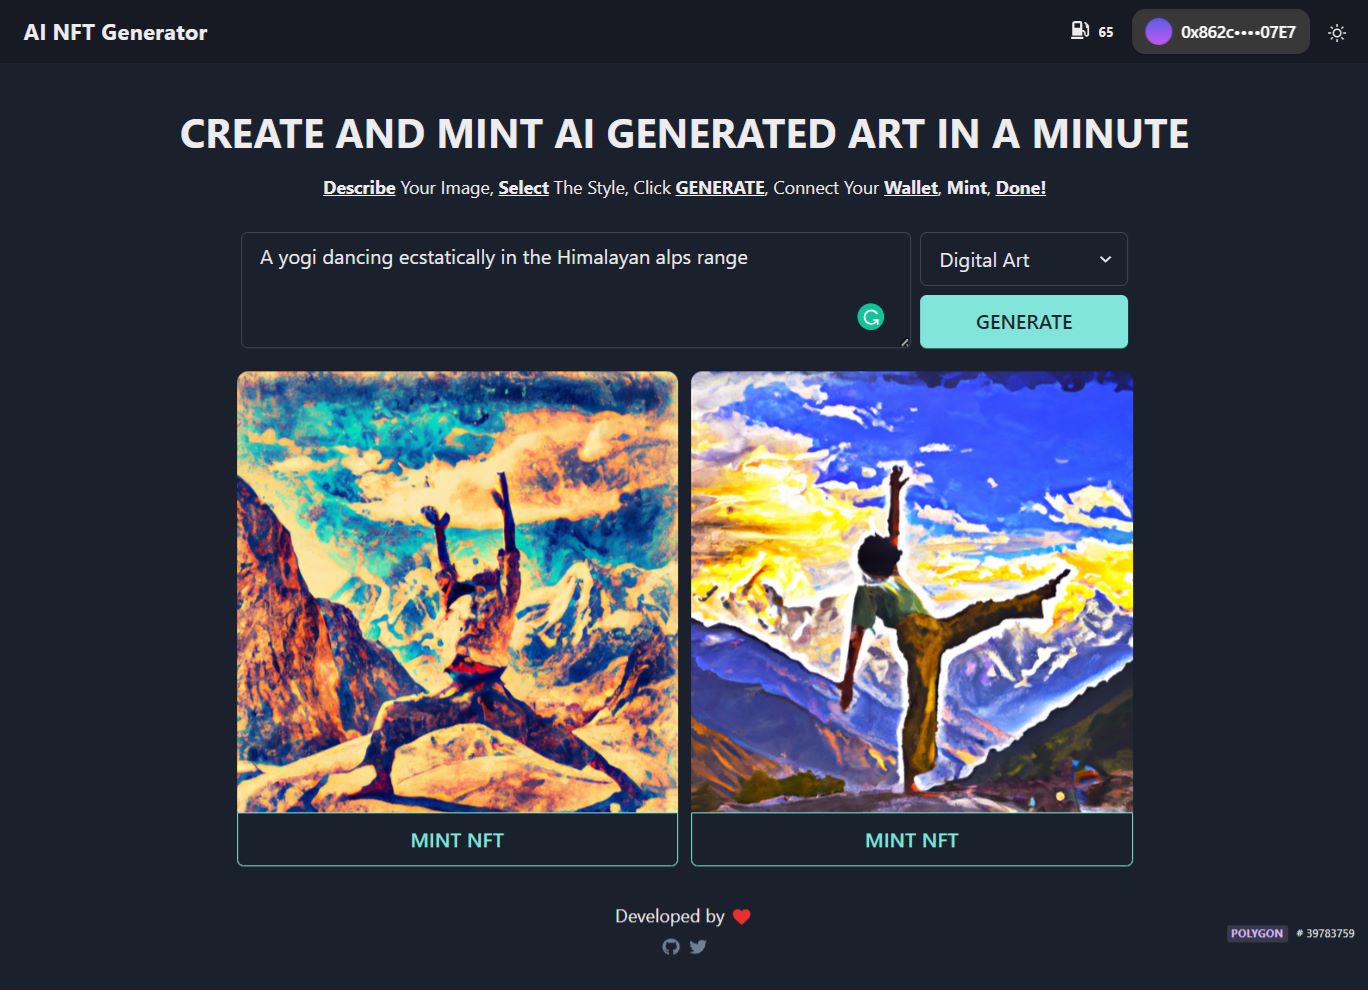 AI NFT Generator
65
0x862c••••07E7
CREATE AND MINT AI GENERATED ART IN A MINUTE
Describe Your Image, Select The Style, Click GENERATE, Connect Your Wallet, Mint, Done!
A yogi dancing ecstatically in the Himalayan alps range
Digital Art
GENERATE
MINT NFT
MINT NFT
Developed by
POLYGON # 39783759